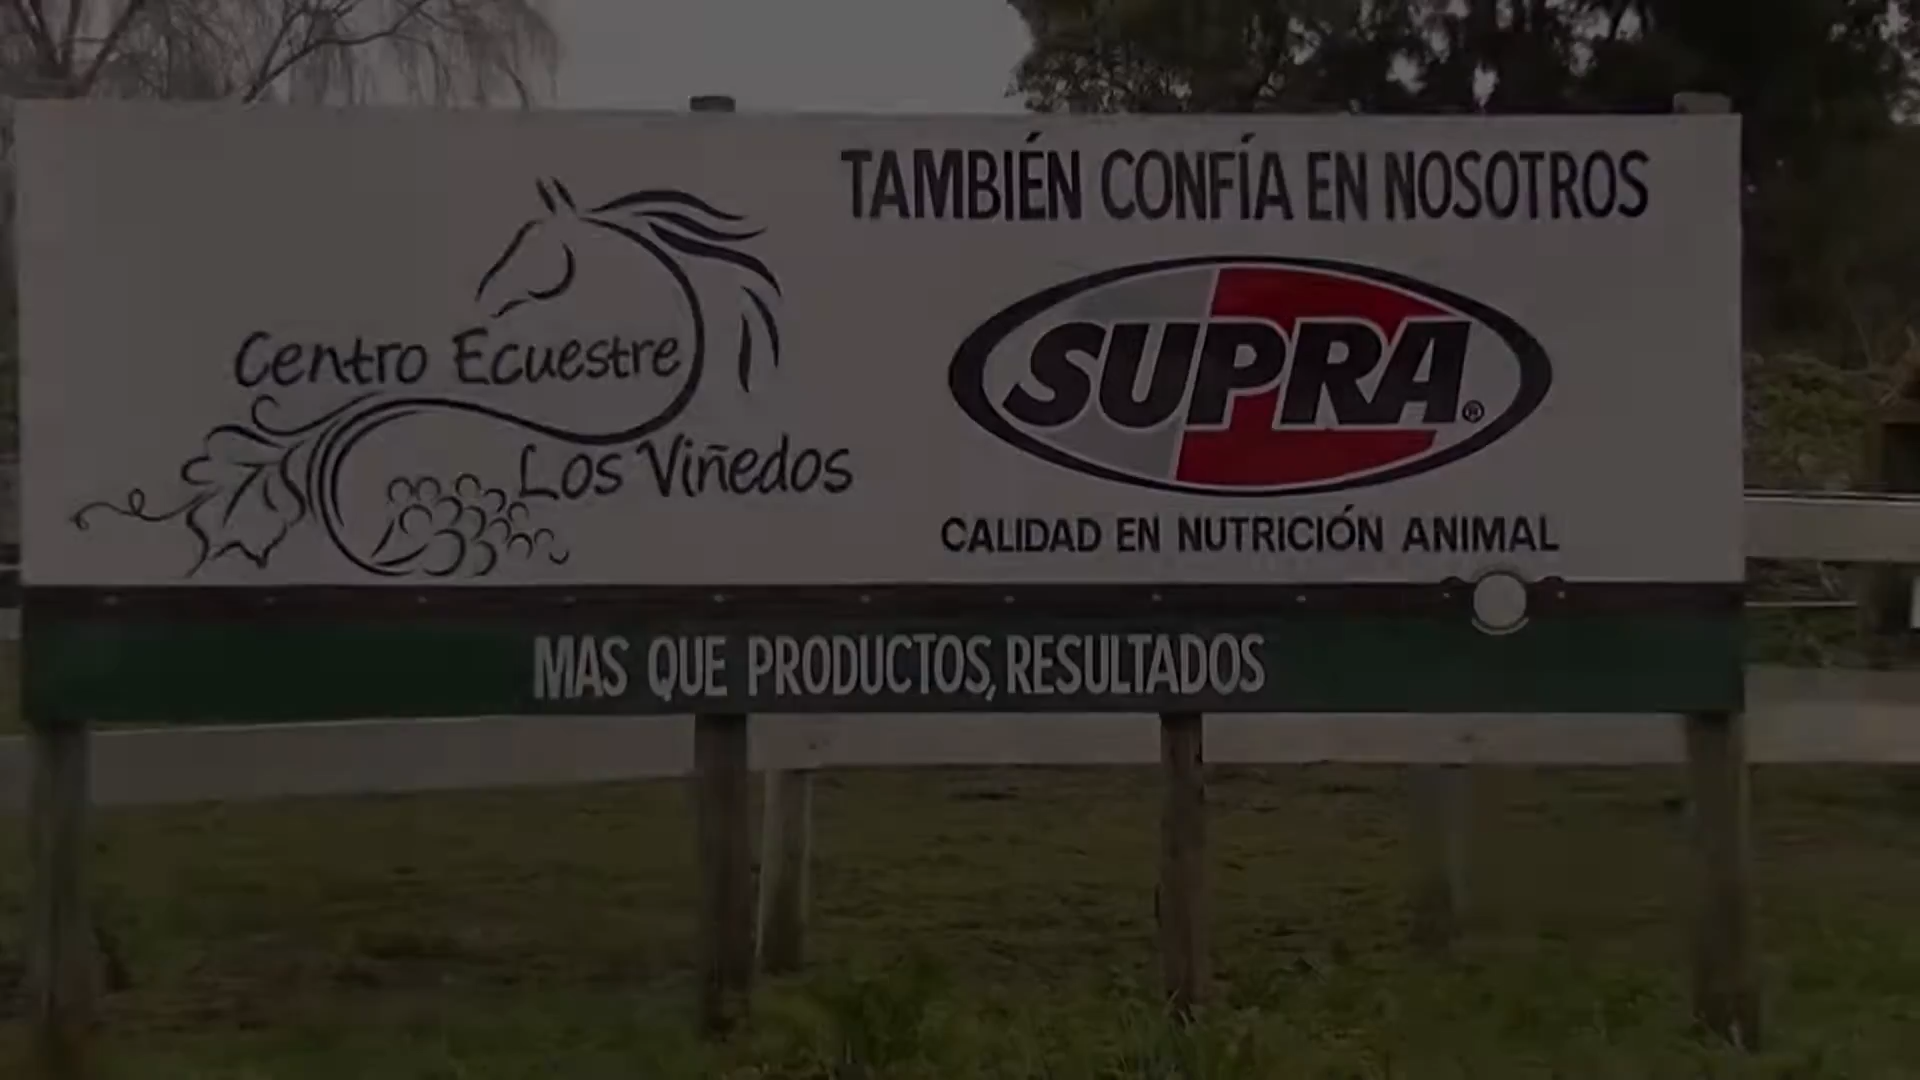 Centro Ecuestre
Los Viñedos
TAMBIÉN CONFÍA EN NOSOTROS
SUPRA®
CALIDAD EN NUTRICIÓN ANIMAL
MAS QUE PRODUCTOS, RESULTADOS